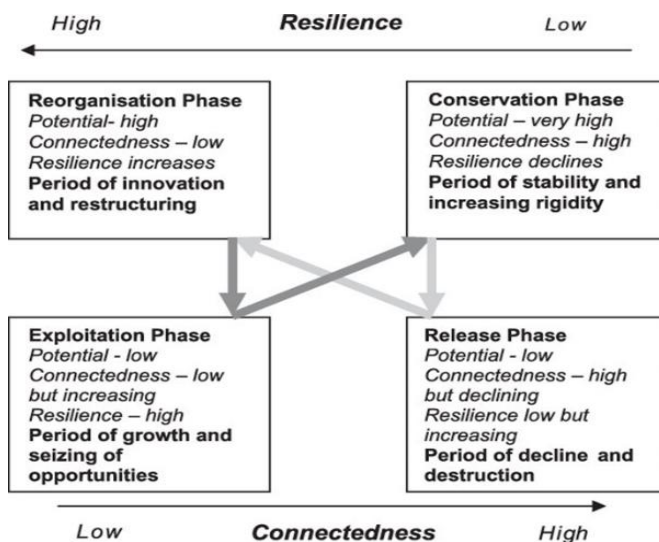 High Resilience Low
Reorganisation Phase
Potential- high
Connectedness – low
Resilience increases
Period of innovation
and restructuring
Conservation Phase
Potential – very high
Connectedness – high
Resilience declines
Period of stability and
increasing rigidity
Exploitation Phase
Potential - low
Connectedness – low
but increasing
Resilience – high
Period of growth and
seizing of
opportunities
Release Phase
Potential - low
Connectedness – high
but declining
Resilience low but
increasing
Period of decline and
destruction
Low Connectedness High